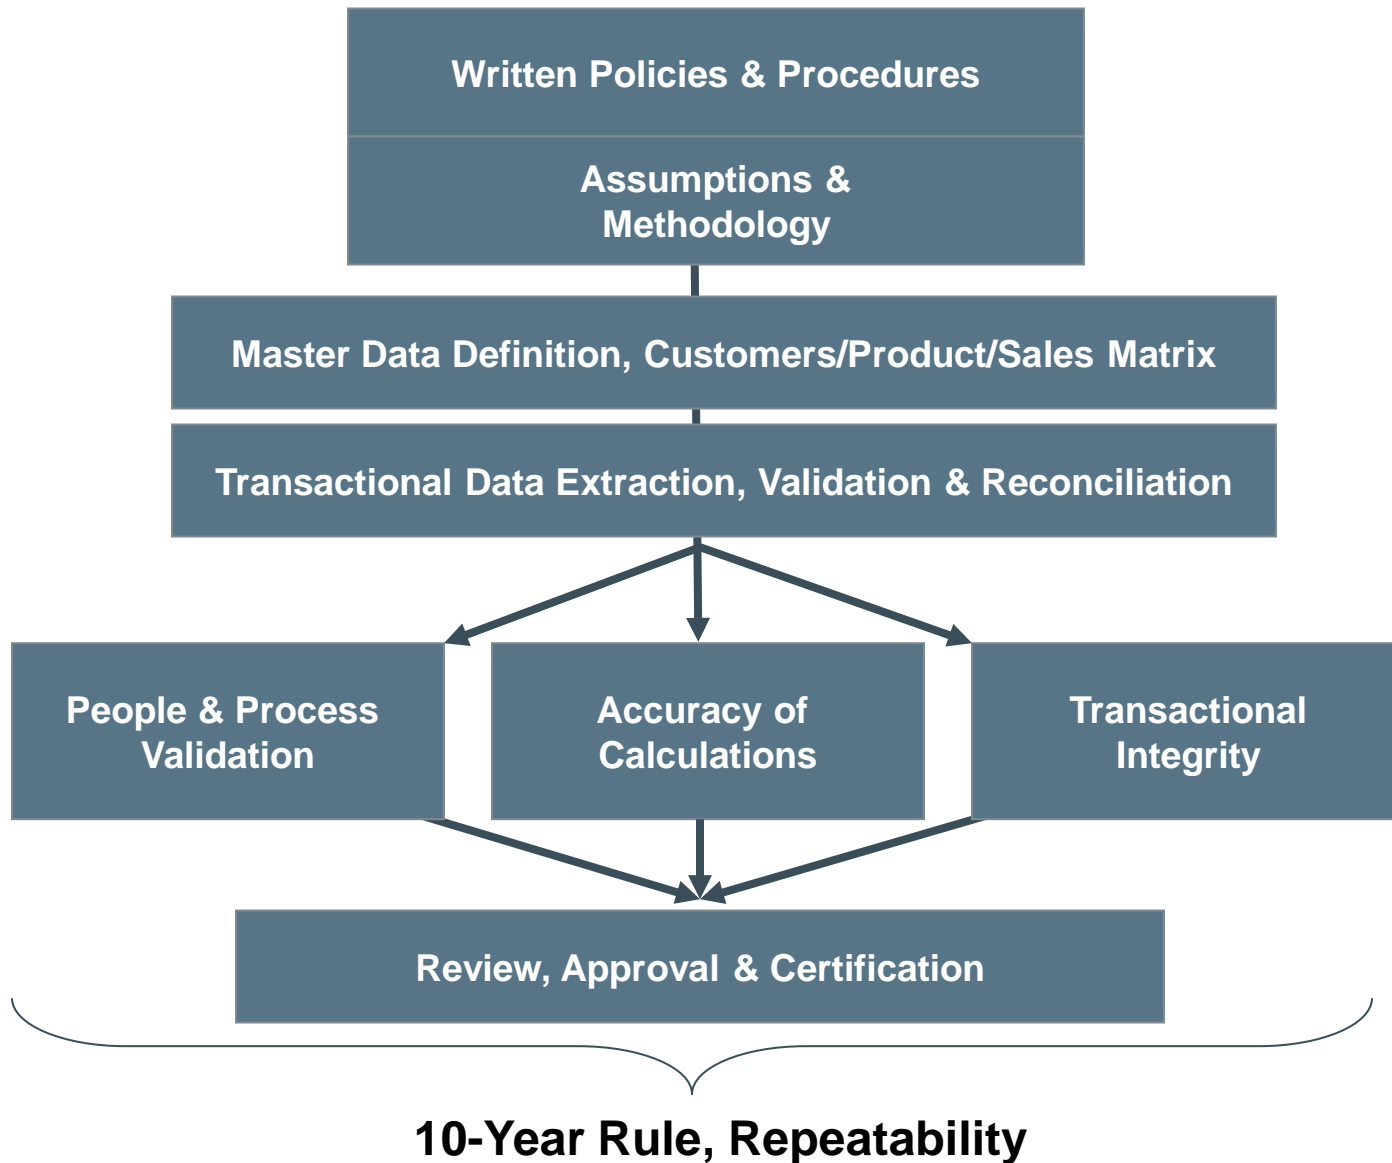 Written Policies & Procedures
Assumptions &
Methodology
Master Data Definition, Customers/Product/Sales Matrix
Transactional Data Extraction, Validation & Reconciliation
People & Process
Validation
Accuracy of
Calculations
Transactional
Integrity
Review, Approval & Certification
10-Year Rule, Repeatability